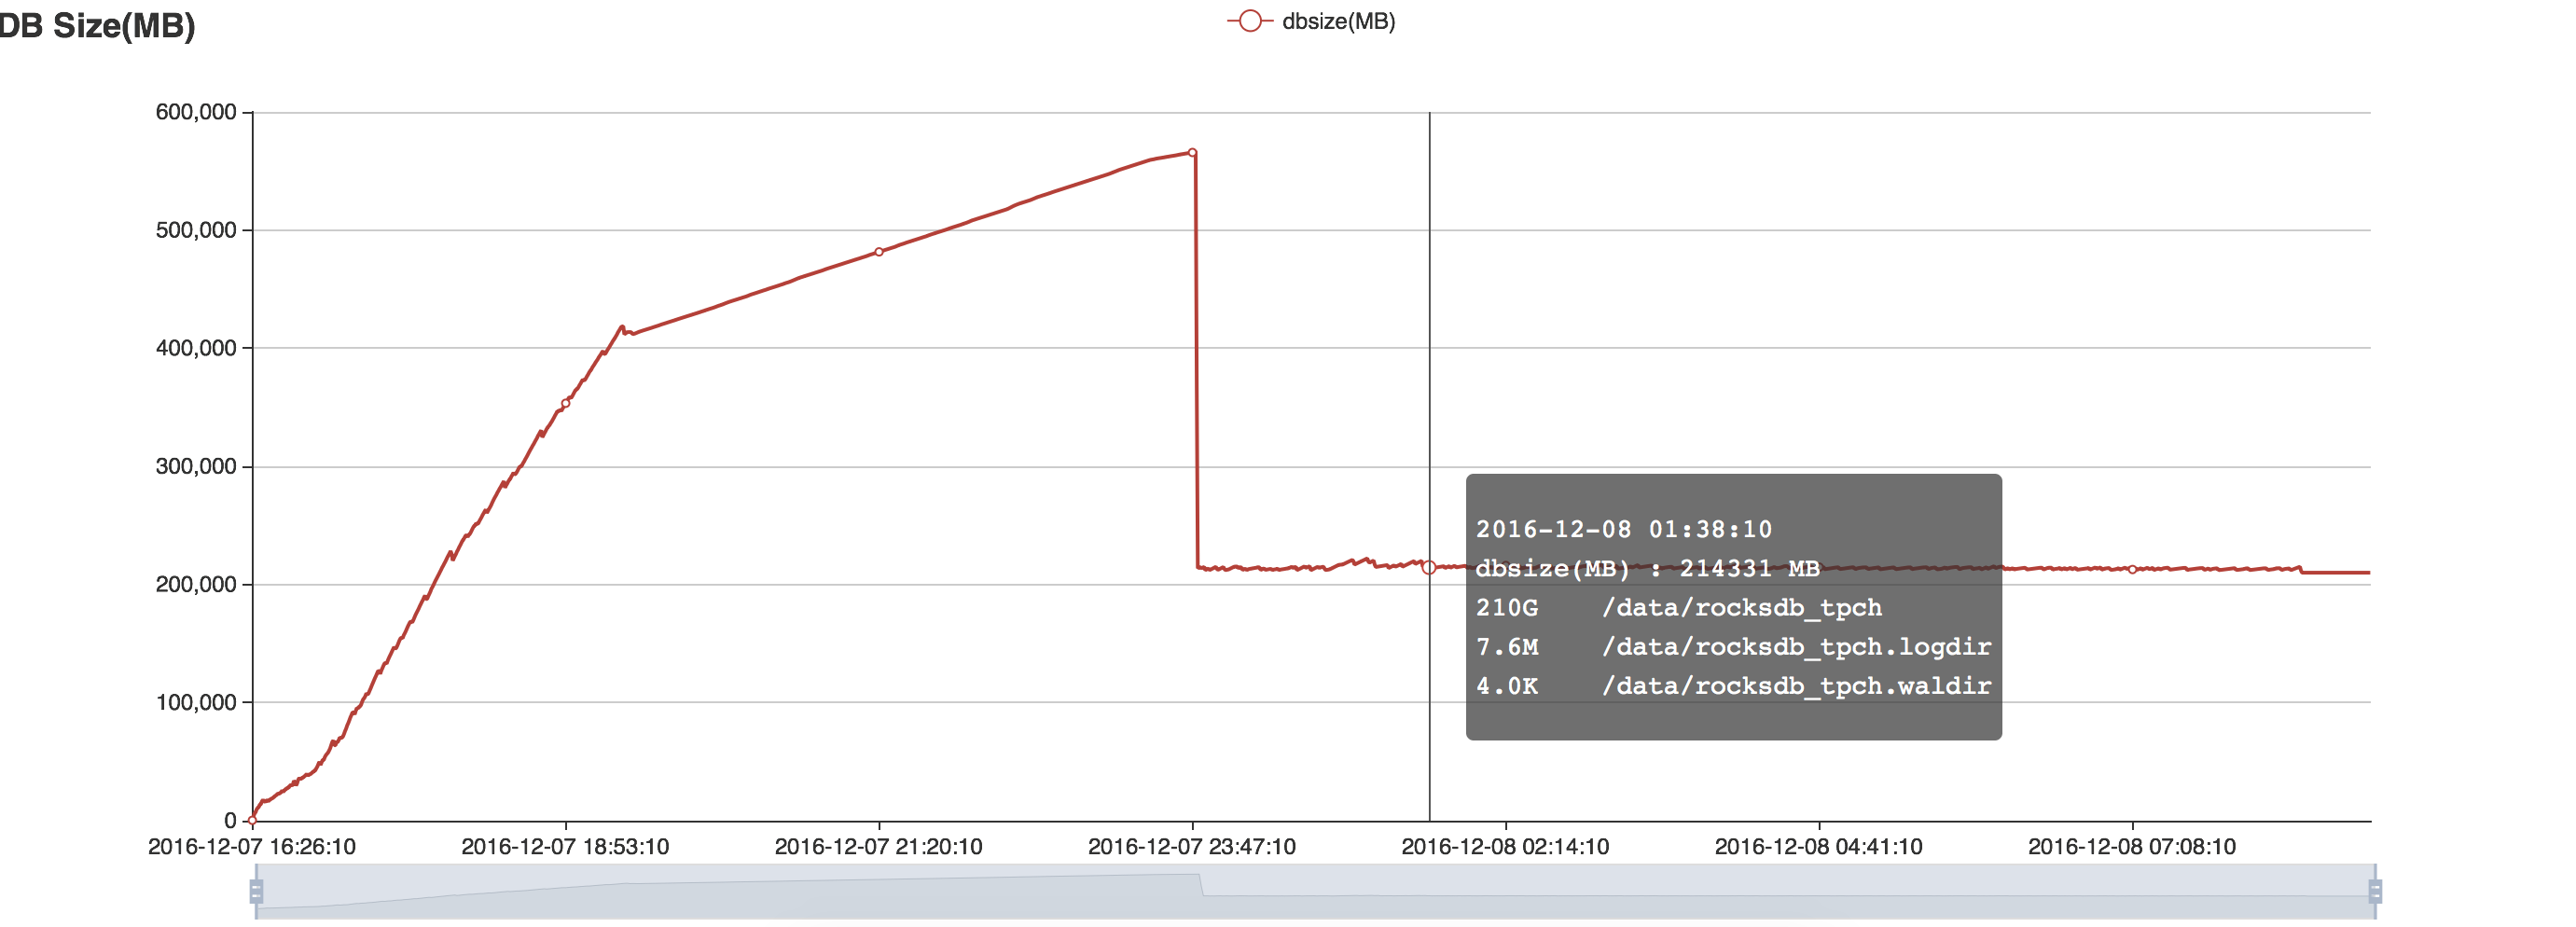 DB Size(MB)
dbsize(MB)
600,000
500,000
400,000
300,000
200,000
100,000
0
2016-12-08 01:38:10
dbsize(MB) : 214331 MB
210G /data/rocksdb_tpch
7.6M /data/rocksdb_tpch.logdir
4.0K /data/rocksdb_tpch.waldir
2016-12-07 16:26:10 2016-12-07 18:53:10 2016-12-07 21:20:10 2016-12-07 23:47:10 2016-12-08 02:14:10 2016-12-08 04:41:10 2016-12-08 07:08:10